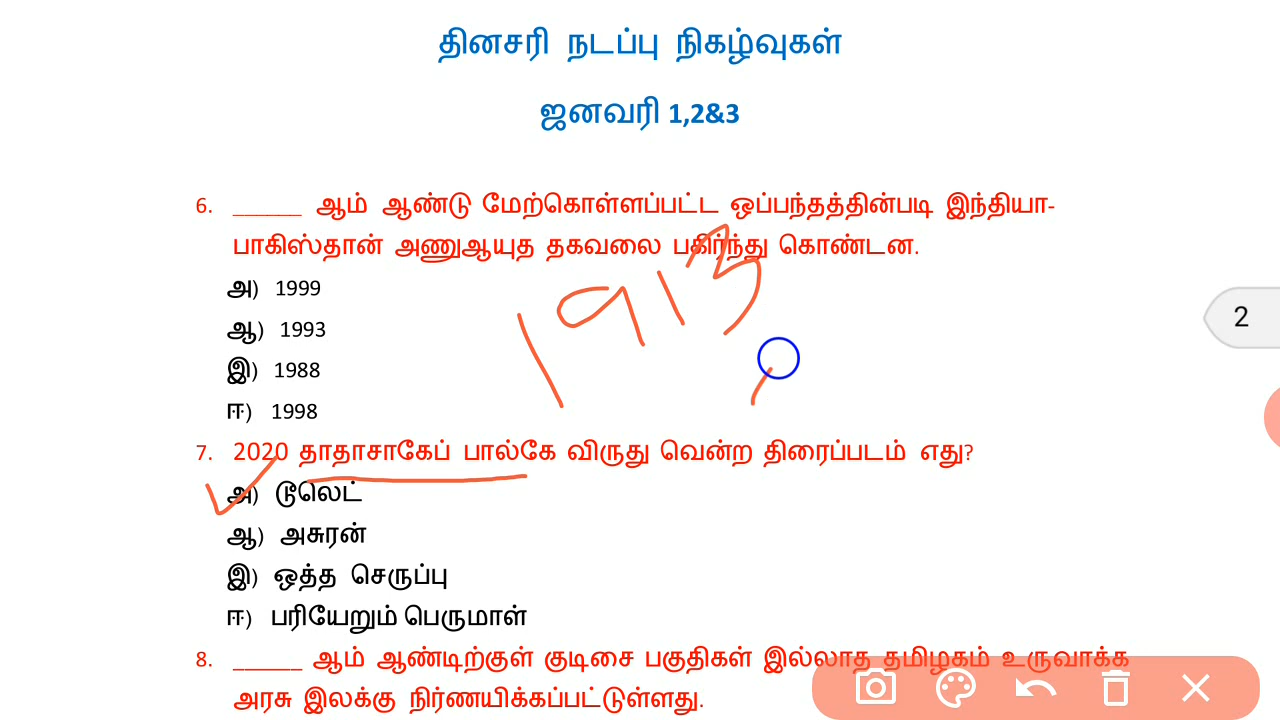 தினசரி நடப்பு நிகழ்வுகள்
ஜனவரி 1,2&3
6. ______ ஆம் ஆண்டு மேற்கொள்ளப்பட்ட ஒப்பந்தத்தின்படி இந்தியா-
பாகிஸ்தான் அணுஆயுத தகவலை பகிர்ந்து கொண்டன.
அ) 1999
1913
ஆ) 1993
2
இ) 1988
ஈ) 1998
7. 2020 தாதாசாகேப் பால்கே விருது வென்ற திரைப்படம் எது?
அ) டூலெட்
ஆ) அசுரன்
இ) ஒத்த செருப்பு
ஈ) பரியேறும் பெருமாள்
8. ______ ஆம் ஆண்டிற்குள் குடிசை பகுதிகள் இல்லாத தமிழகம் உருவாக்க
அரசு இலக்கு நிர்ணயிக்கப்பட்டுள்ளது.